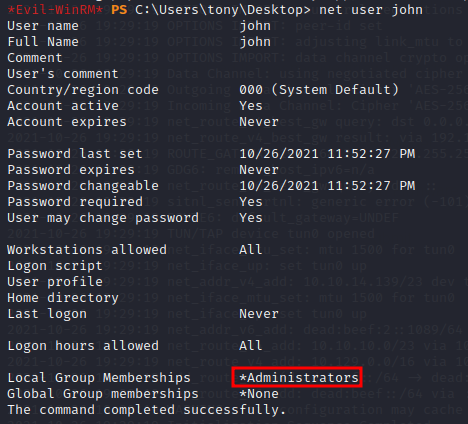 *Evil-WinRM* PS C:\Users\tony\Desktop> net user john
User name                    john
Full Name                    john
Comment
User's comment
Country/region code          000 (System Default)
Account active               Yes
Account expires              Never
Password last set            10/26/2021 11:52:27 PM
Password expires             Never
Password changeable          10/26/2021 11:52:27 PM
Password required            Yes
User may change password     Yes
Workstations allowed         All
Logon script
User profile
Home directory
Last logon                   Never
Logon hours allowed          All
Local Group Memberships      *Administrators
Global Group memberships     *None
The command completed successfully.